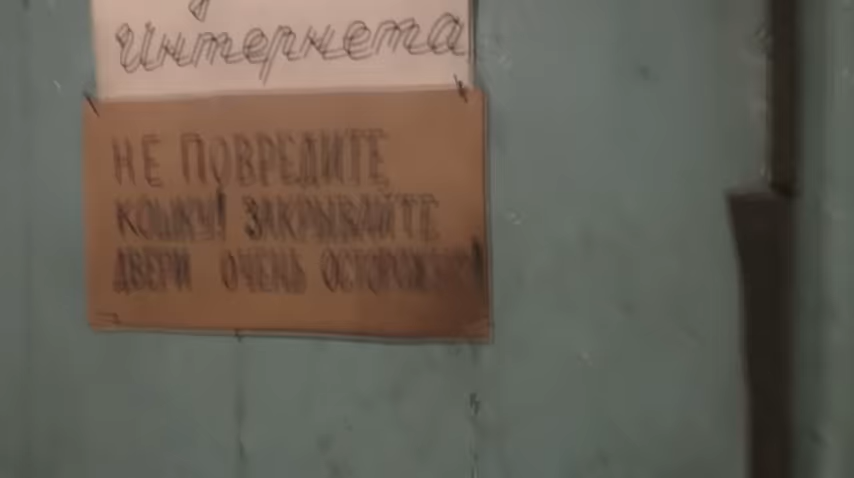 интернета
НЕ ПОВРЕДИТЕ
КОШКУ! ЗАКРЫВАЙТЕ
ДВЕРИ ОЧЕНЬ ОСТОРОЖНО!